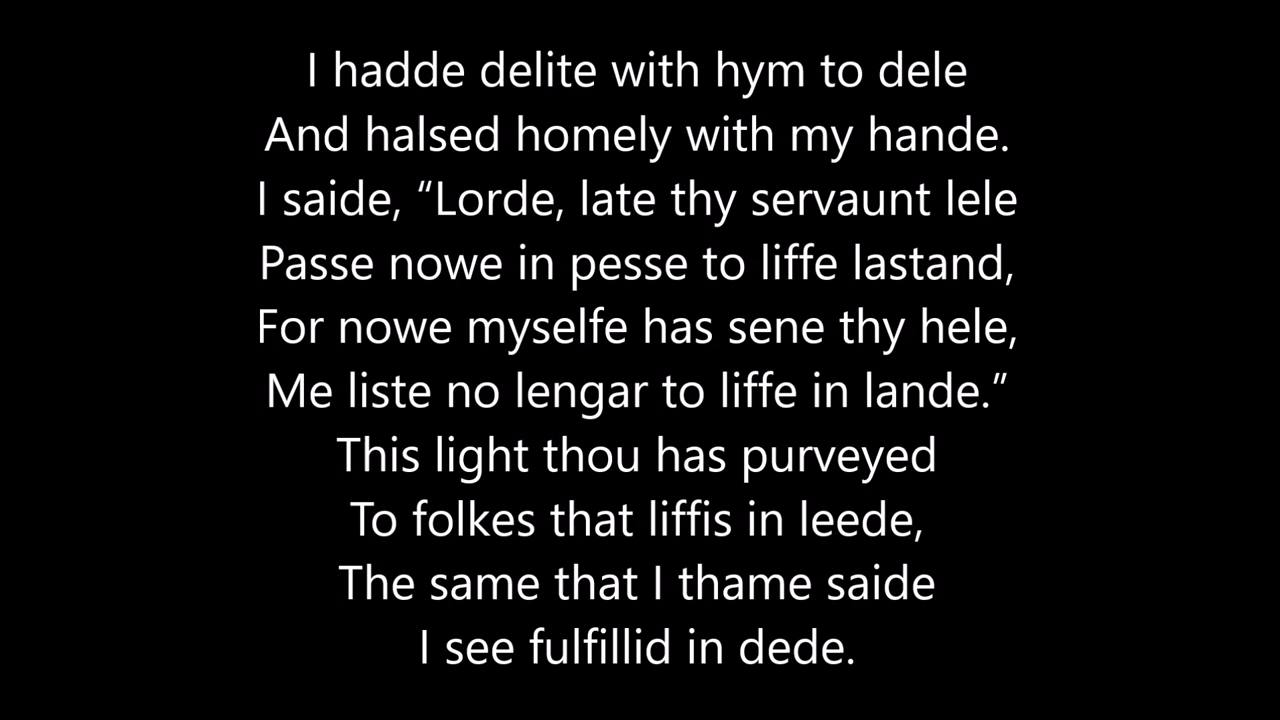 I hadde delite with hym to dele
And halsed homely with my hande.
I saide, “Lorde, late thy servaunt lele
Passe nowe in pesse to liffe lastand,
For nowe myselfe has sene thy hele,
Me liste no lengar to liffe in lande.”
This light thou has purveyed
To folkes that liffis in leede,
The same that I thame saide
I see fulfillid in dede.